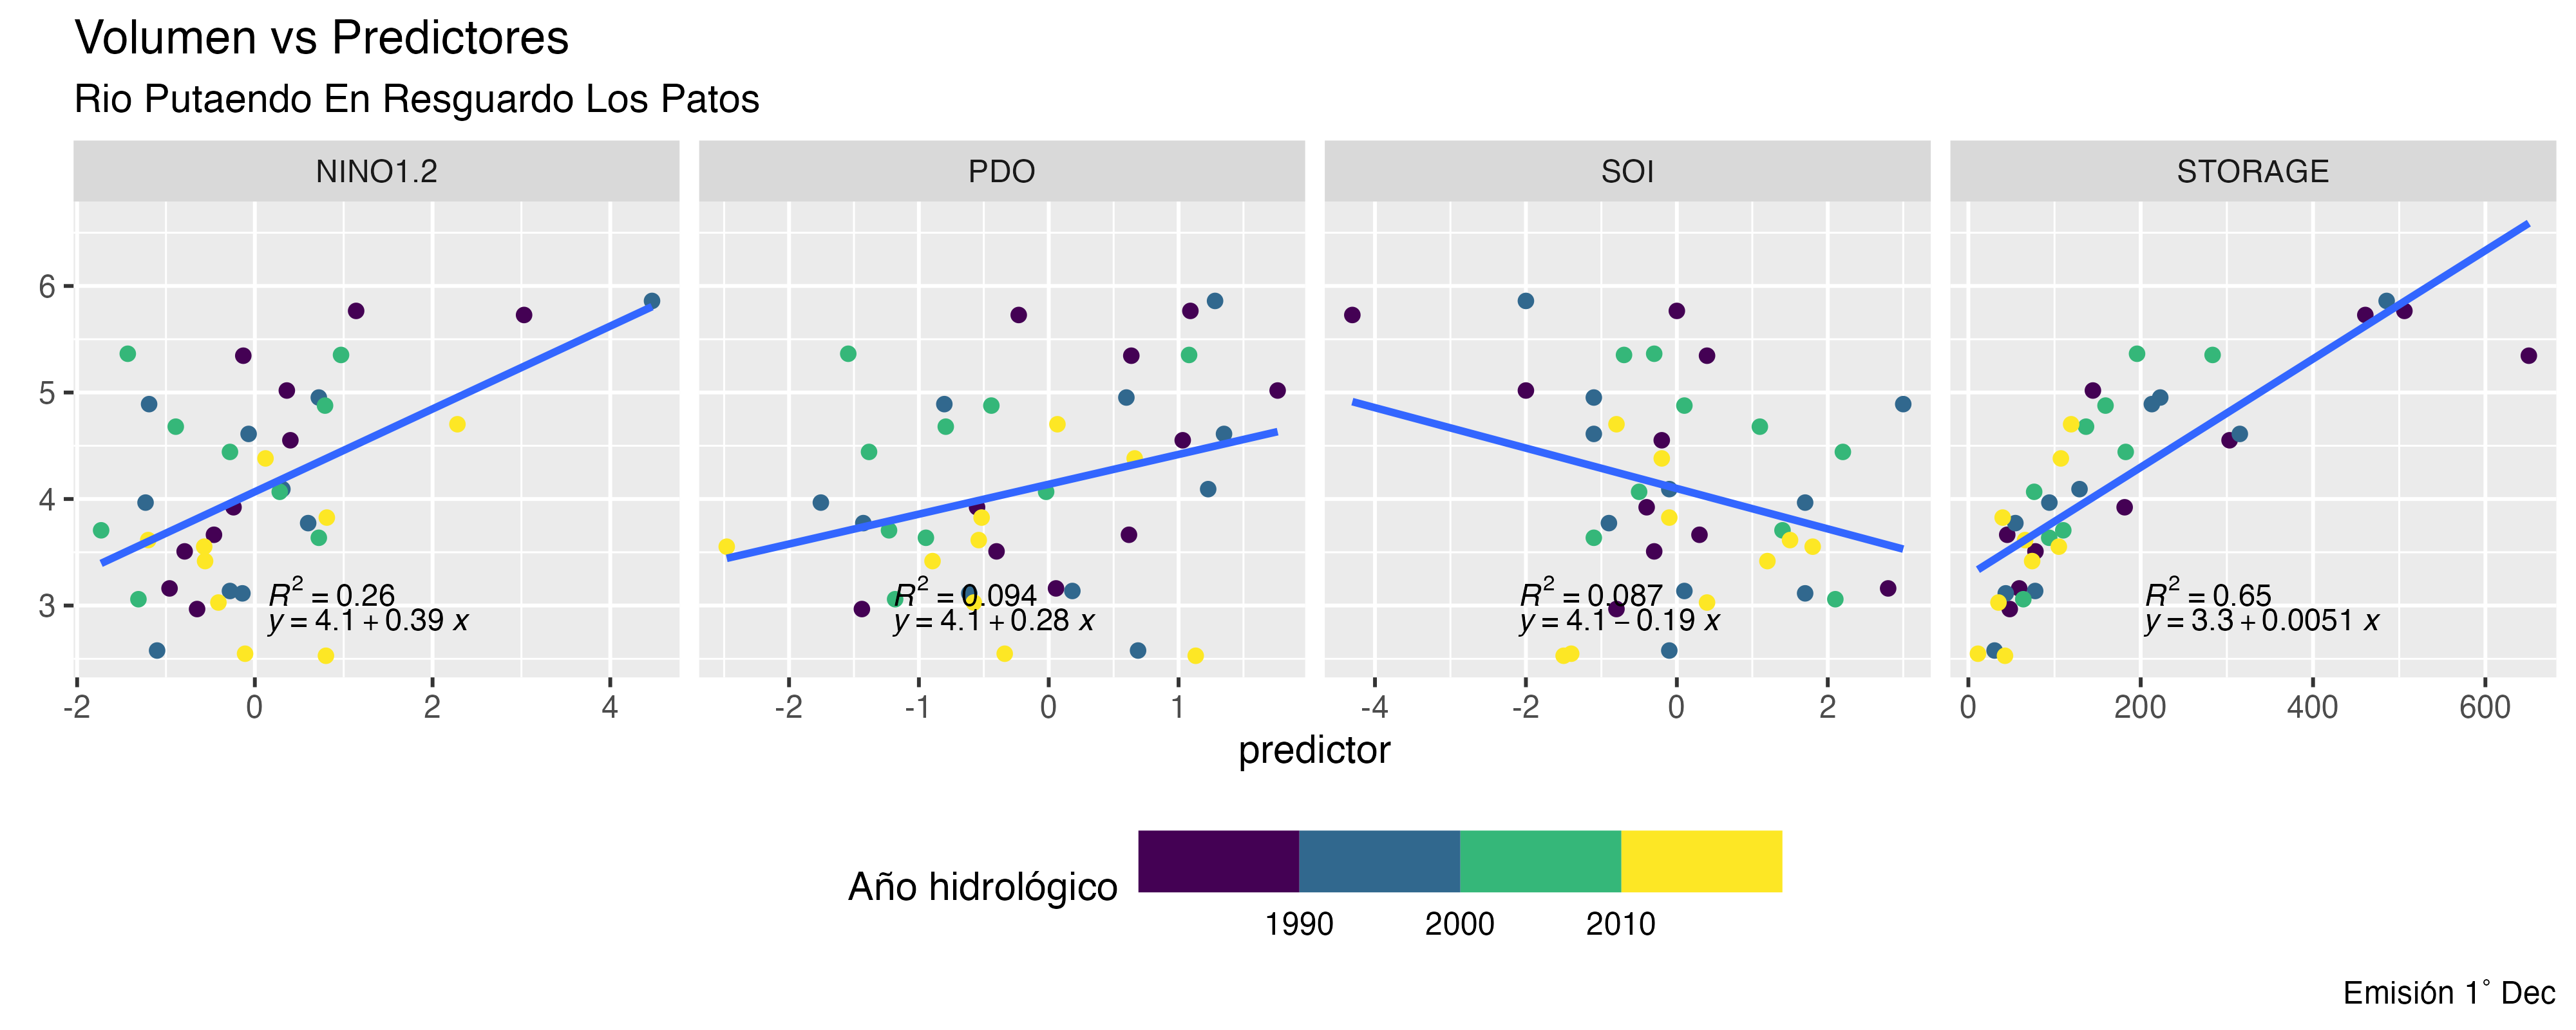 Volumen vs Predictores
Rio Putaendo En Resguardo Los Patos
NINO1.2 PDO SOI STORAGE
6
5
4
3
R² = 0.26 R² = 0.094 R² = 0.087 R² = 0.65
y = 4.1 + 0.39 x y = 4.1 + 0.28 x y = 4.1 − 0.19 x y = 3.3 + 0.0051 x
-2 0 2 4 -2 -1 0 1 -4 -2 0 2 0 200 400 600
predictor
Año hidrológico
1990 2000 2010
Emisión 1° Dec